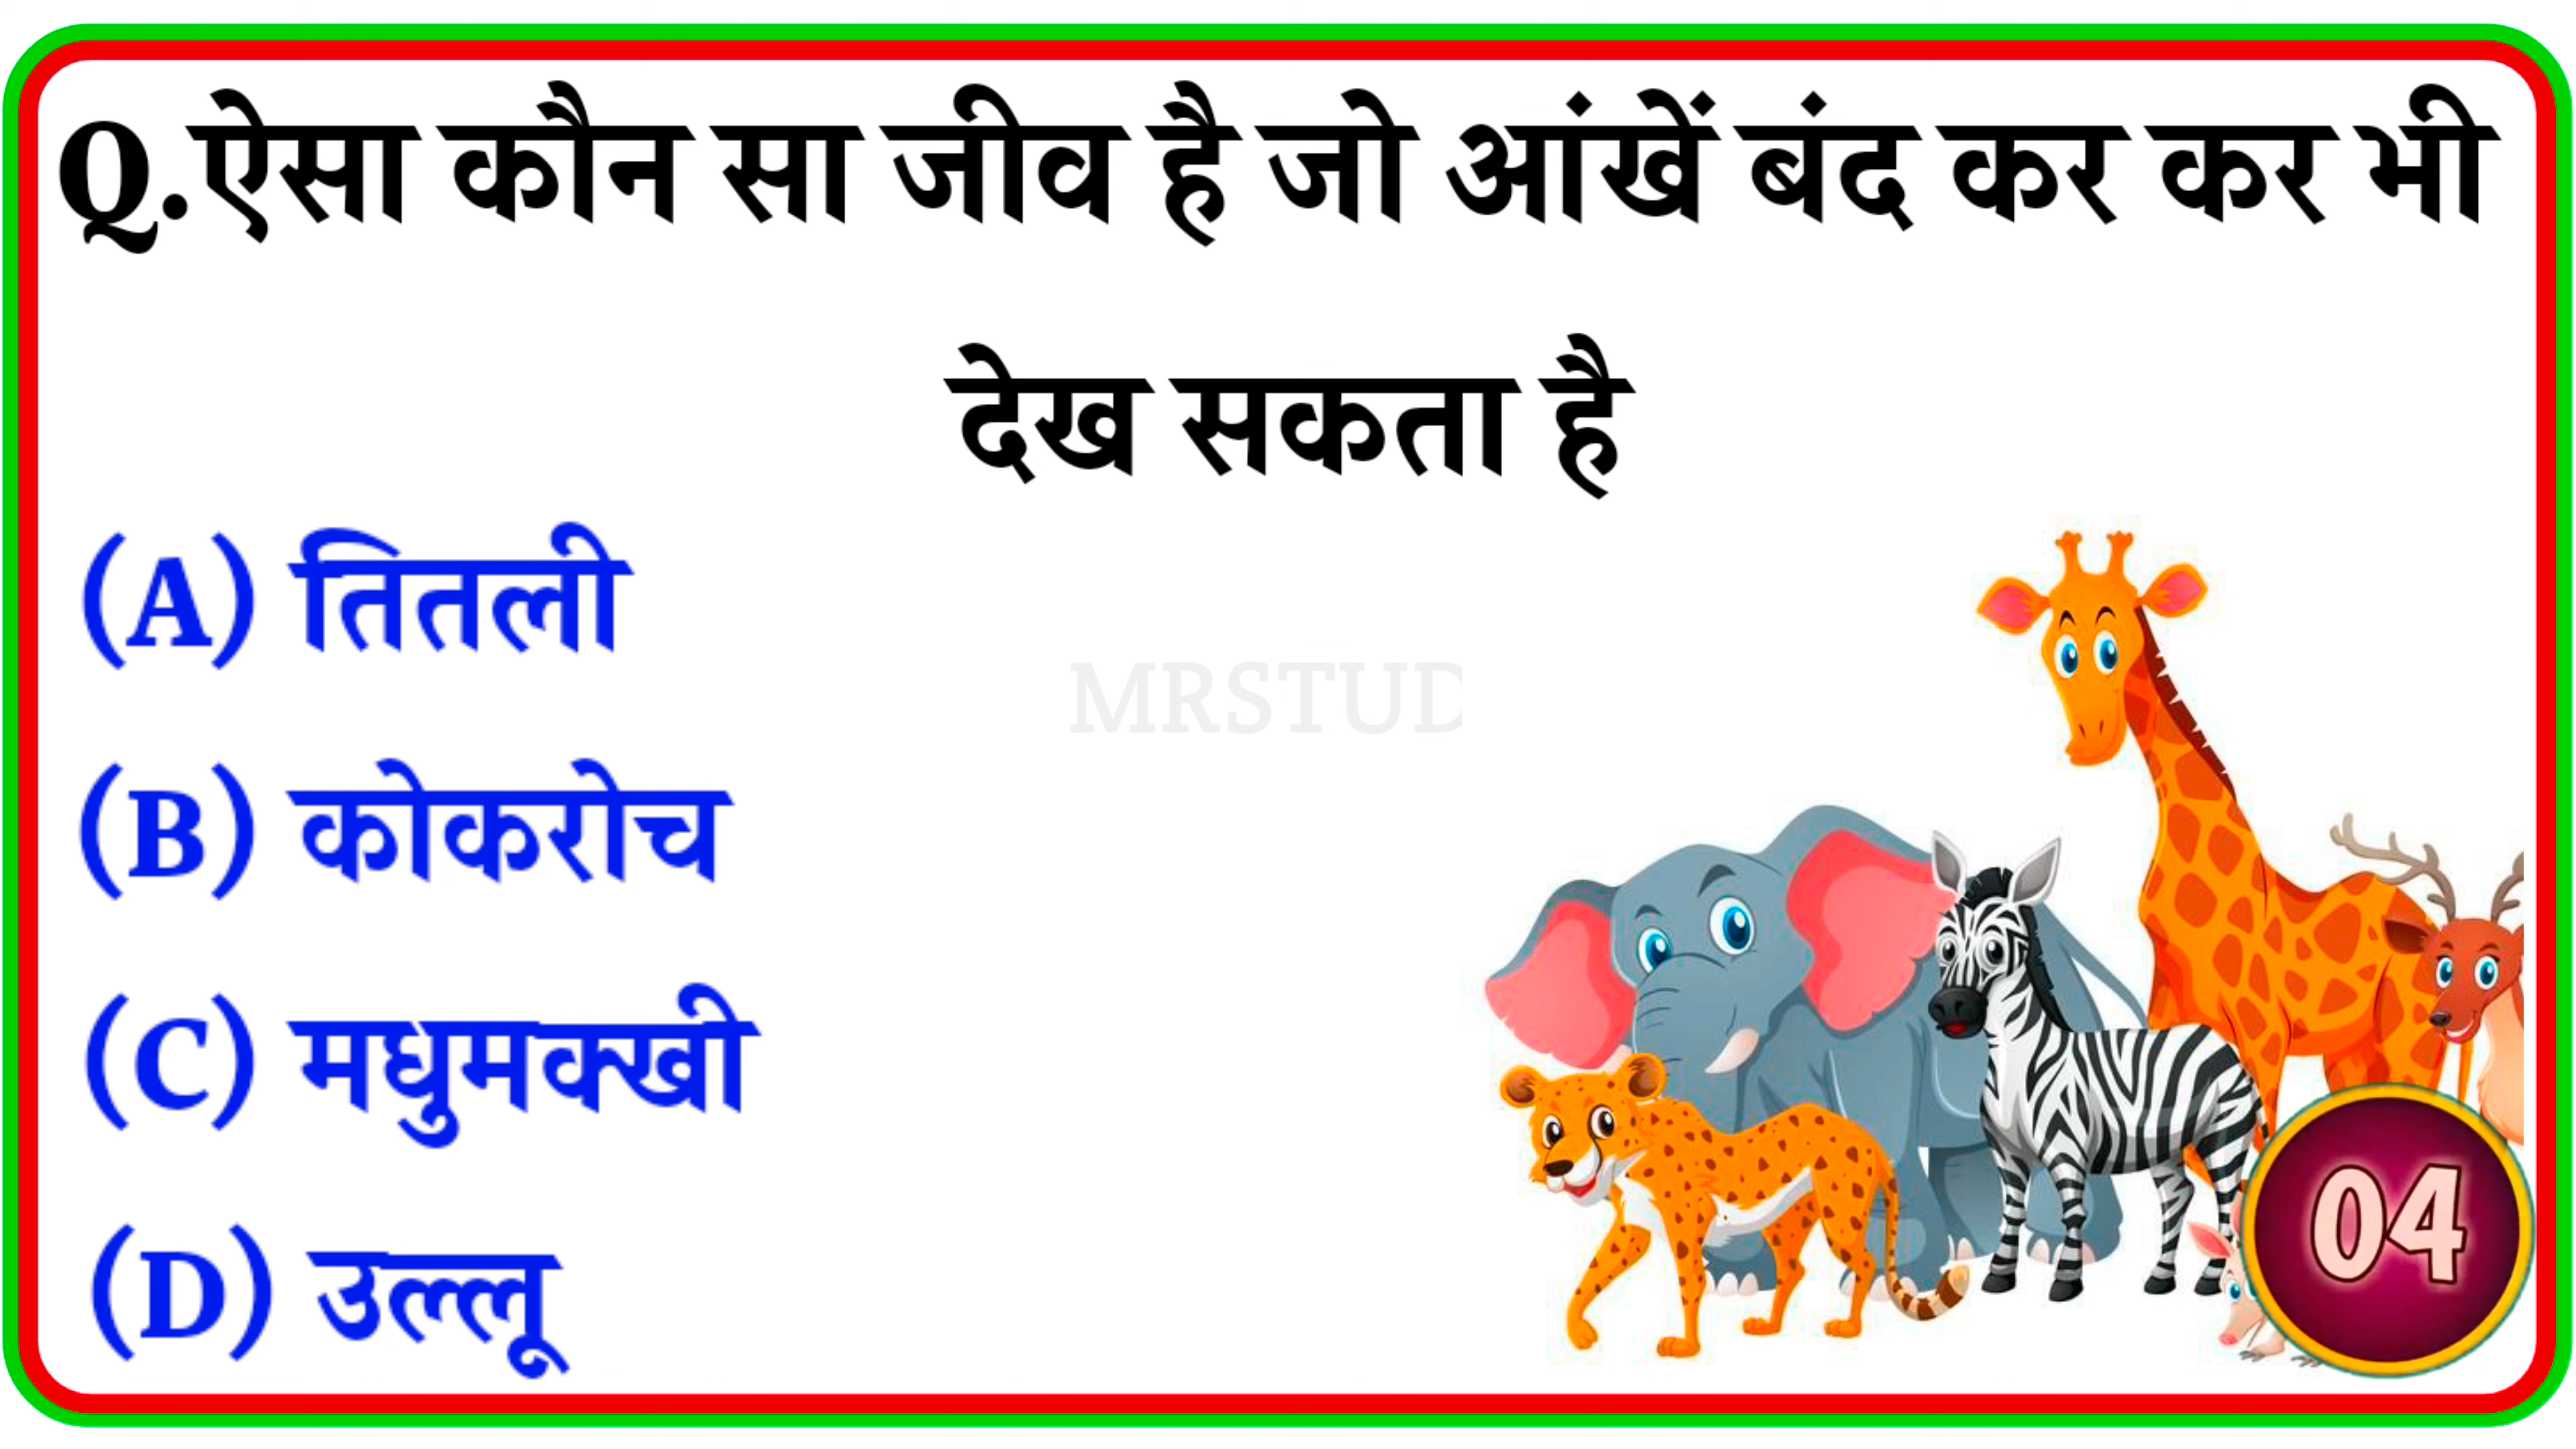 Q.ऐसा कौन सा जीव है जो आंखें बंद कर कर भी
देख सकता है
(A) तितली
MRSTUD
(B) कोकरोच
(C) मधुमक्खी
(D) उल्लू
04